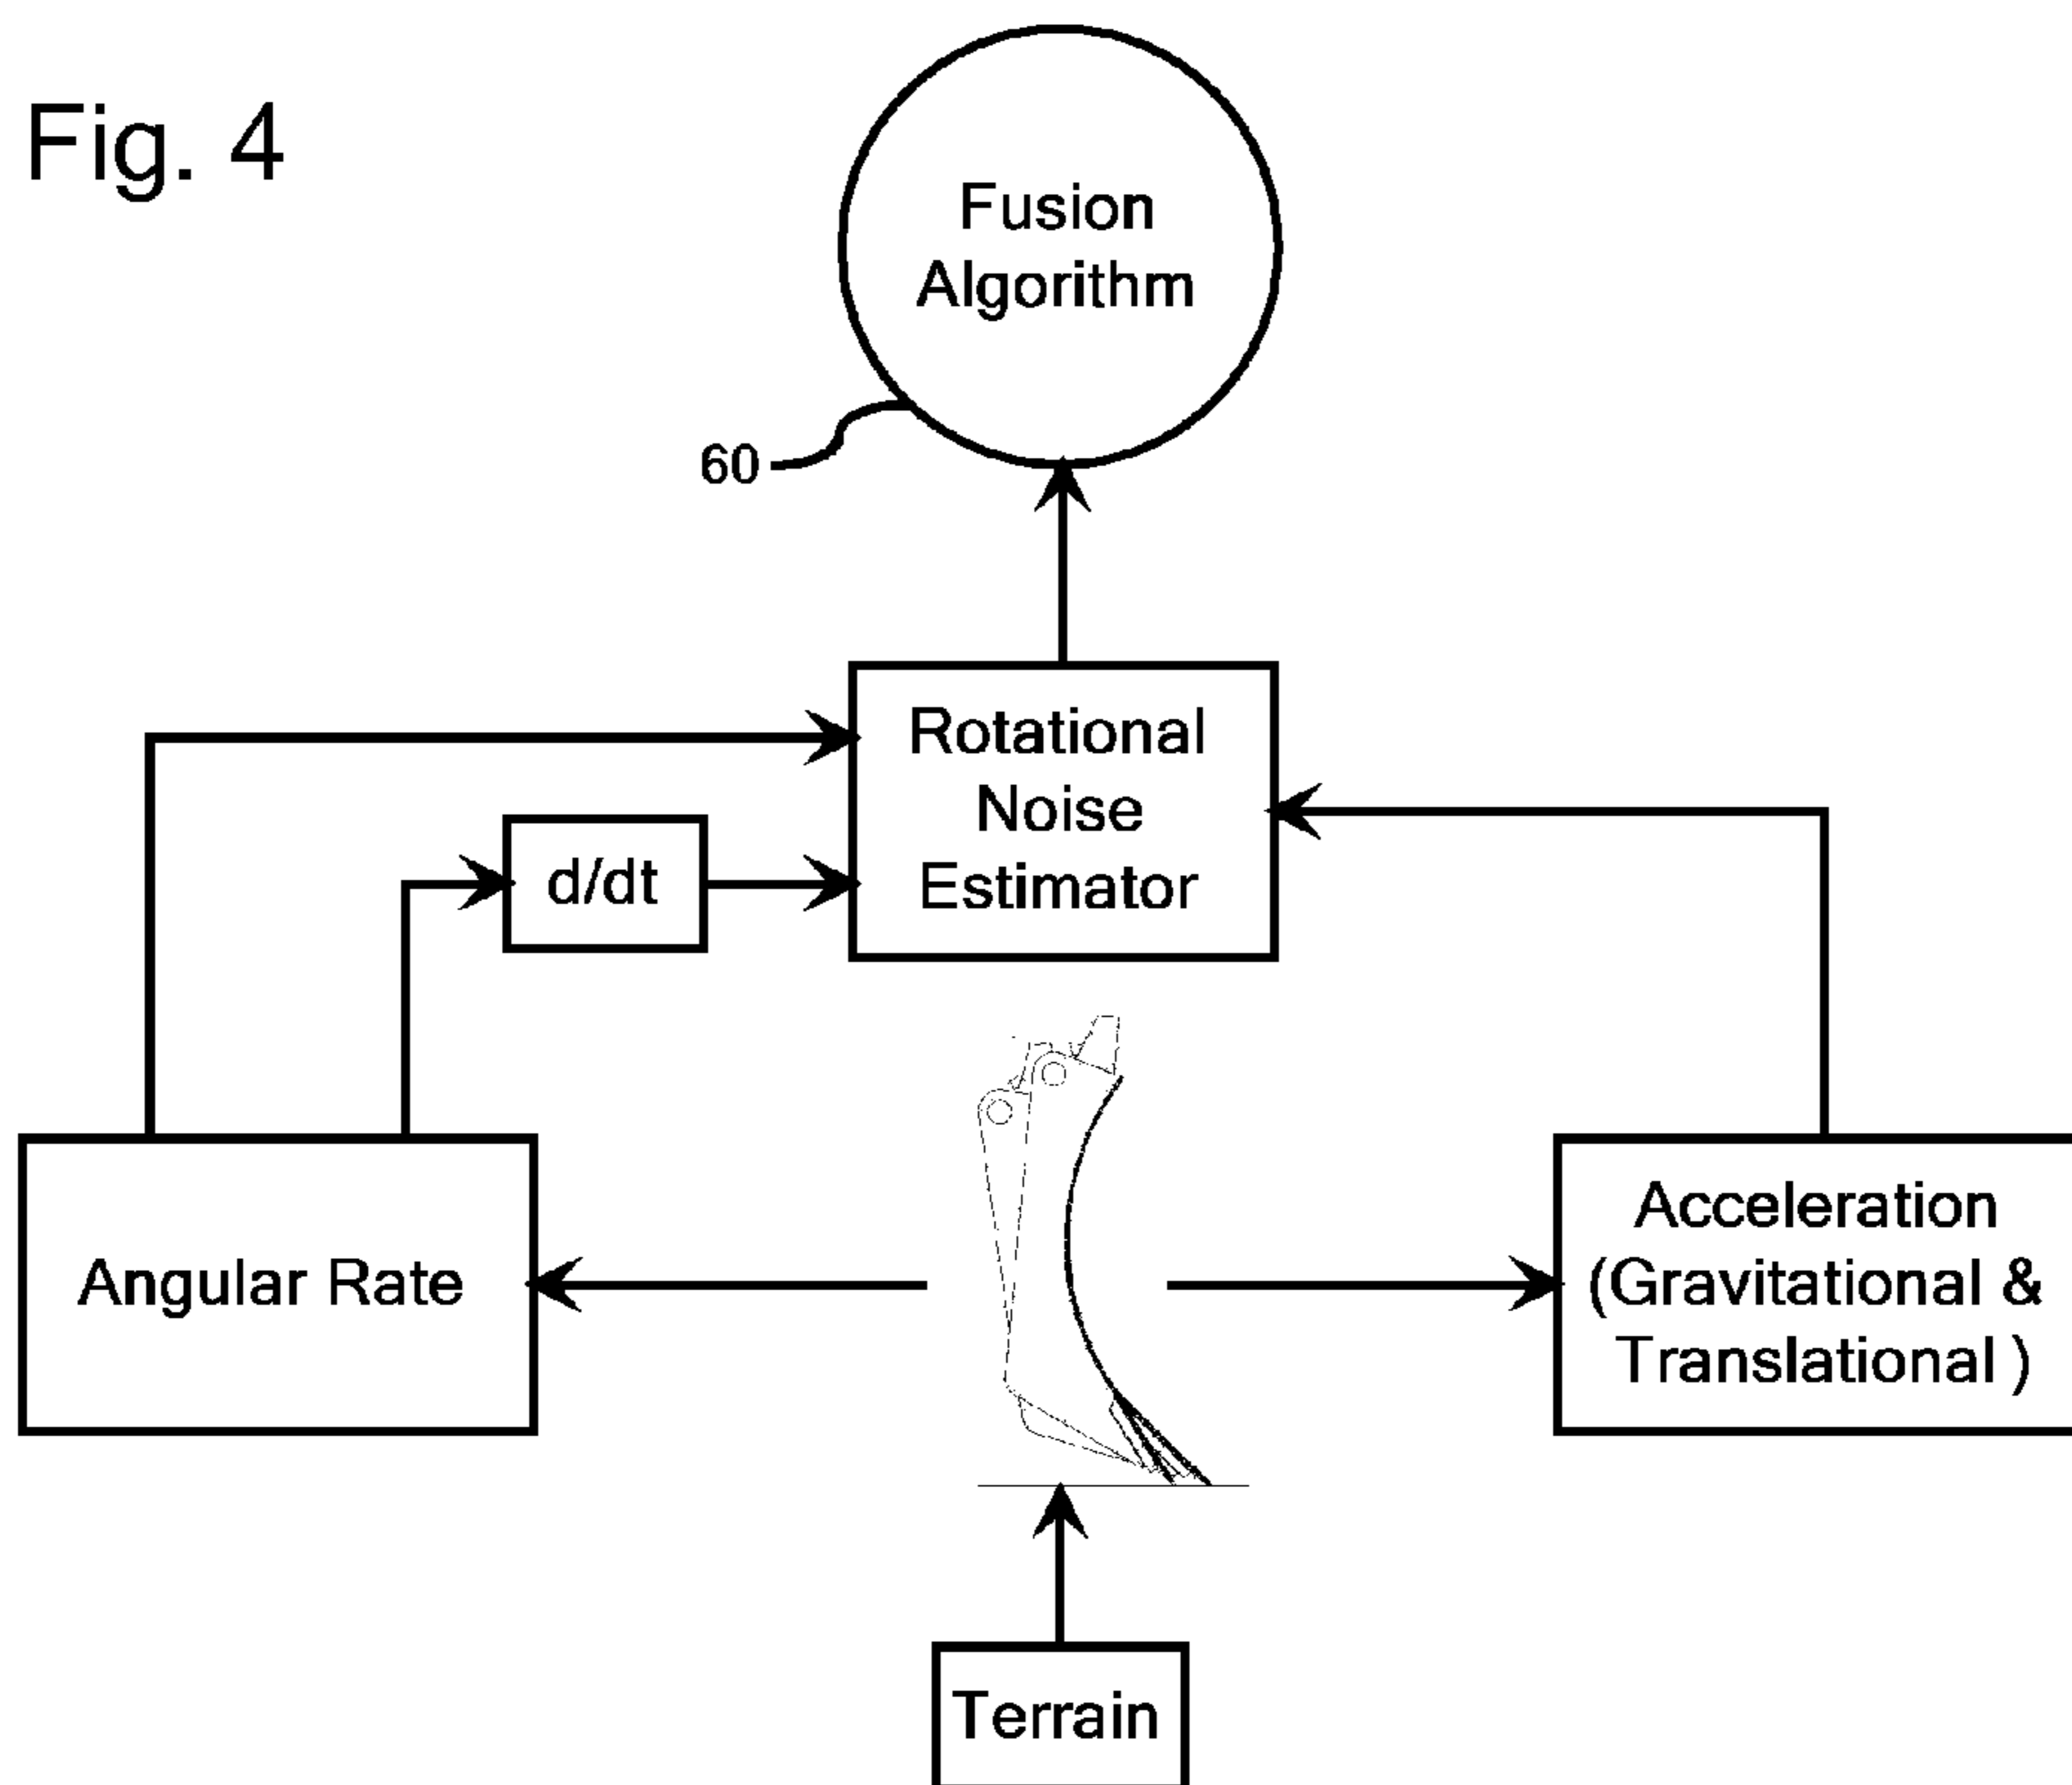 Fig. 4
Fusion
Algorithm
60
Rotational
Noise
Estimator
d/dt
Angular Rate
Acceleration
(Gravitational &
Translational )
Terrain